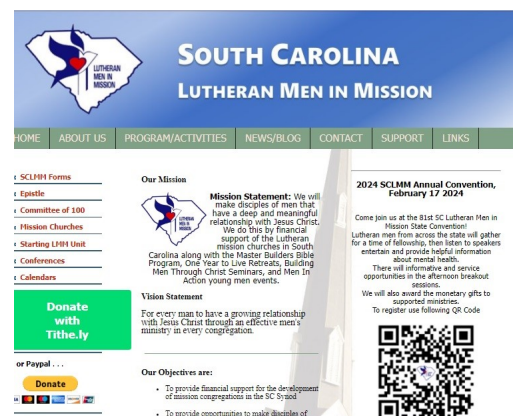 LUTHERAN
MEN IN
MISSION
SOUTH CAROLINA
LUTHERAN MEN IN MISSION
HOME ABOUT US PROGRAM/ACTIVITIES NEWS/BLOG CONTACT SUPPORT LINKS
SCLMM Forms
Epistle
Committee of 100
Mission Churches
Starting LMM Unit
Conferences
Calendars
Donate
with
Tithe.ly
or Paypal . . .
Donate
Our Mission
Mission Statement: We will
make disciples of men that
have a deep and meaningful
relationship with Jesus Christ.
We do this by financial
support of the Lutheran
mission churches in South
Carolina along with the Master Builders Bible
Program, One Year to Live Retreats, Building
Men Through Christ Seminars, and Men In
Action young men events.
Vision Statement
For every man to have a growing relationship
with Jesus Christ through an effective men's
ministry in every congregation.
Our Objectives are:
• To provide financial support for the development
of mission congregations in the SC Synod
• To provide opportunities to make disciples of
2024 SCLMM Annual Convention,
February 17 2024
Come join us at the 81st SC Lutheran Men in
Mission State Convention!
Lutheran men from across the state will gather
for a time of fellowship, then listen to speakers
entertain and provide helpful information
about mental health.
There will informative and service
opportunities in the afternoon breakout
sessions.
We will also award the monetary gifts to
supported ministries.
To register use following QR Code